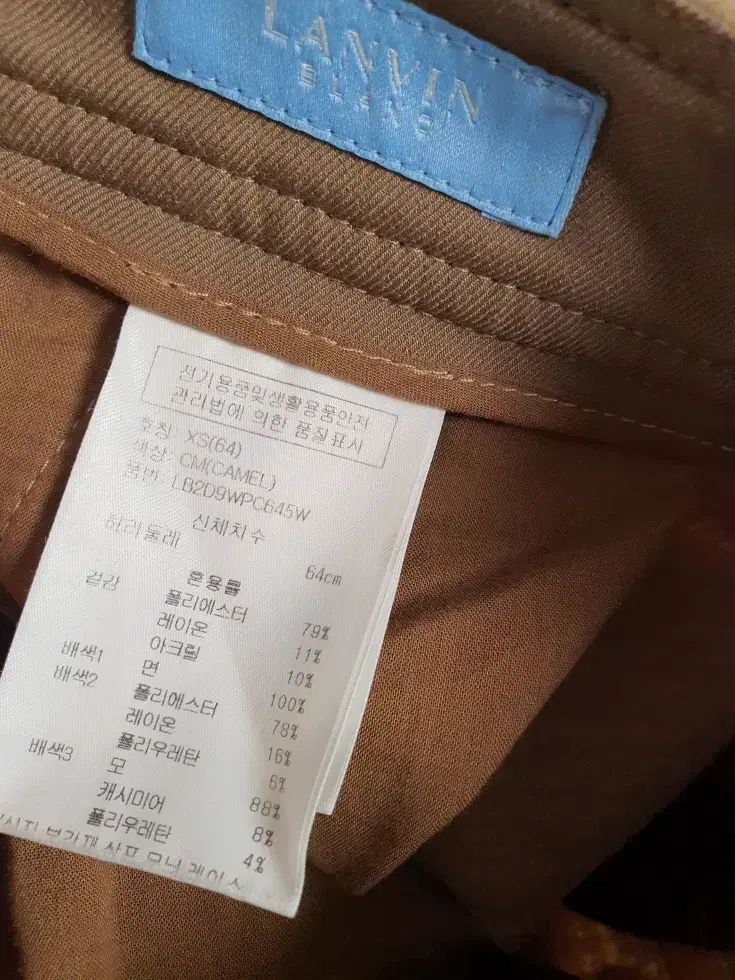 LANVIN
BLANC
전기용품및생활용품안전
관리법에 의한 품질표시
호칭: XS(64)
색상: CM(CAMEL)
품번: LB2D9WPC645W
신체치수
허리둘레 64cm
혼용률
겉감 폴리에스터 79%
레이온 11%
아크릴 10%
배색1 면 100%
배색2 폴리에스터 78%
레이온 16%
폴리우레탄 6%
배색3 모 88%
캐시미어 8%
폴리우레탄 4%